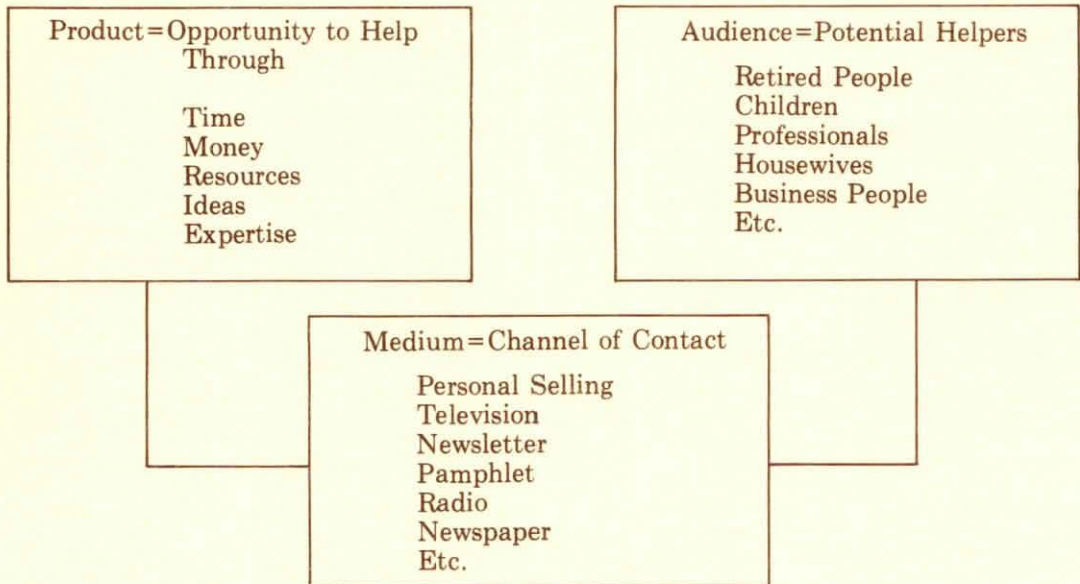 Product=Opportunity to Help
Through
Time
Money
Resources
Ideas
Expertise
Audience=Potential Helpers
Retired People
Children
Professionals
Housewives
Business People
Etc.
Medium=Channel of Contact
Personal Selling
Television
Newsletter
Pamphlet
Radio
Newspaper
Etc.